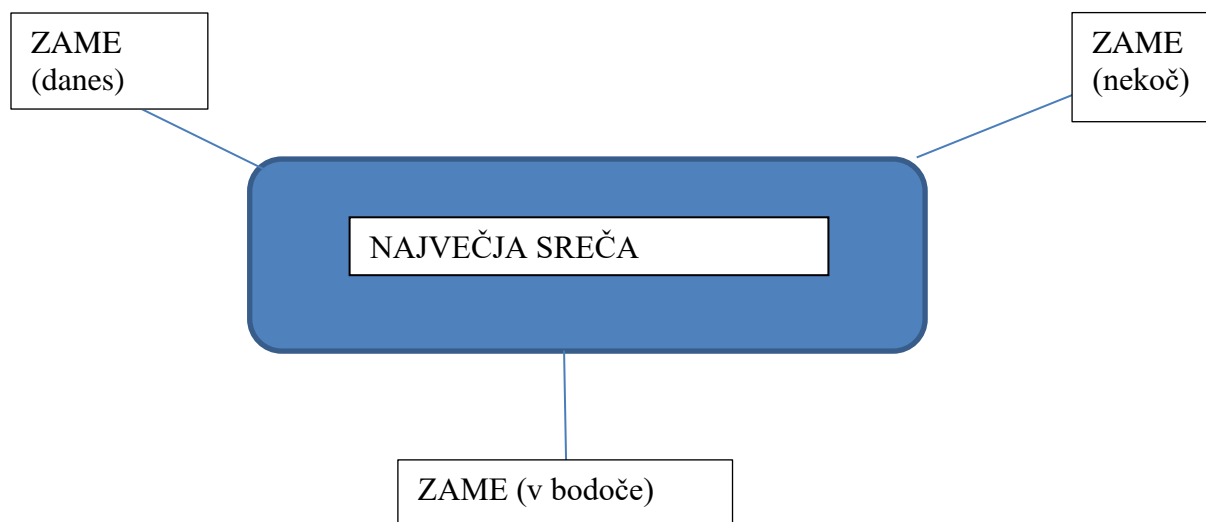 ZAME
(danes)
ZAME
(nekoč)
NAJVEČJA SREČA
ZAME (v bodoče)